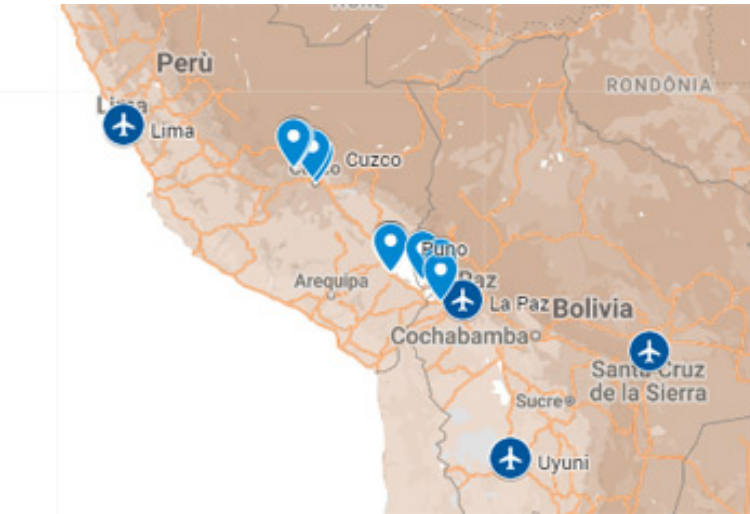 Perù
RONDÔNIA
Lima
Lima
Cuzco
Puno
Arequipa
Paz
La Paz
Bolivia
Cochabamba
Santa Cruz
de la Sierra
Sucre
Uyuni